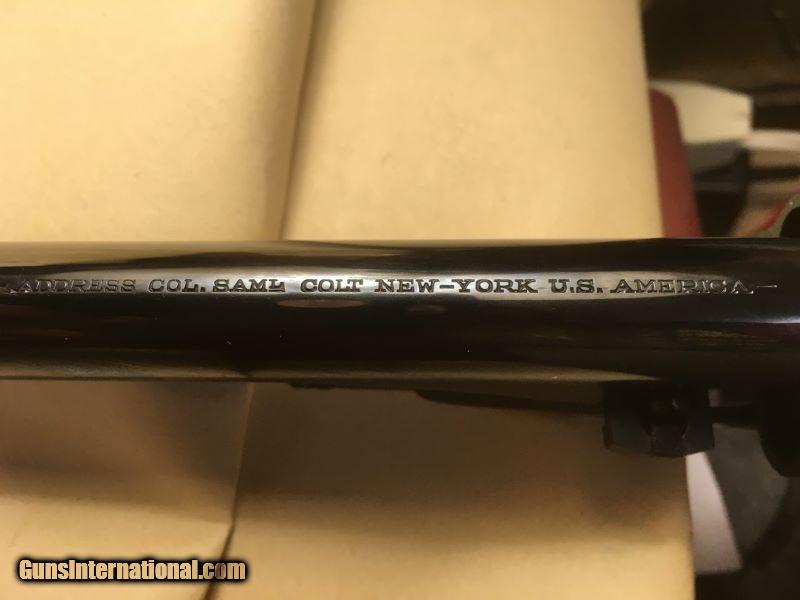 -ADDRESS COL. SAML COLT NEW-YORK U.S. AMERICA-
GunsInternational.com